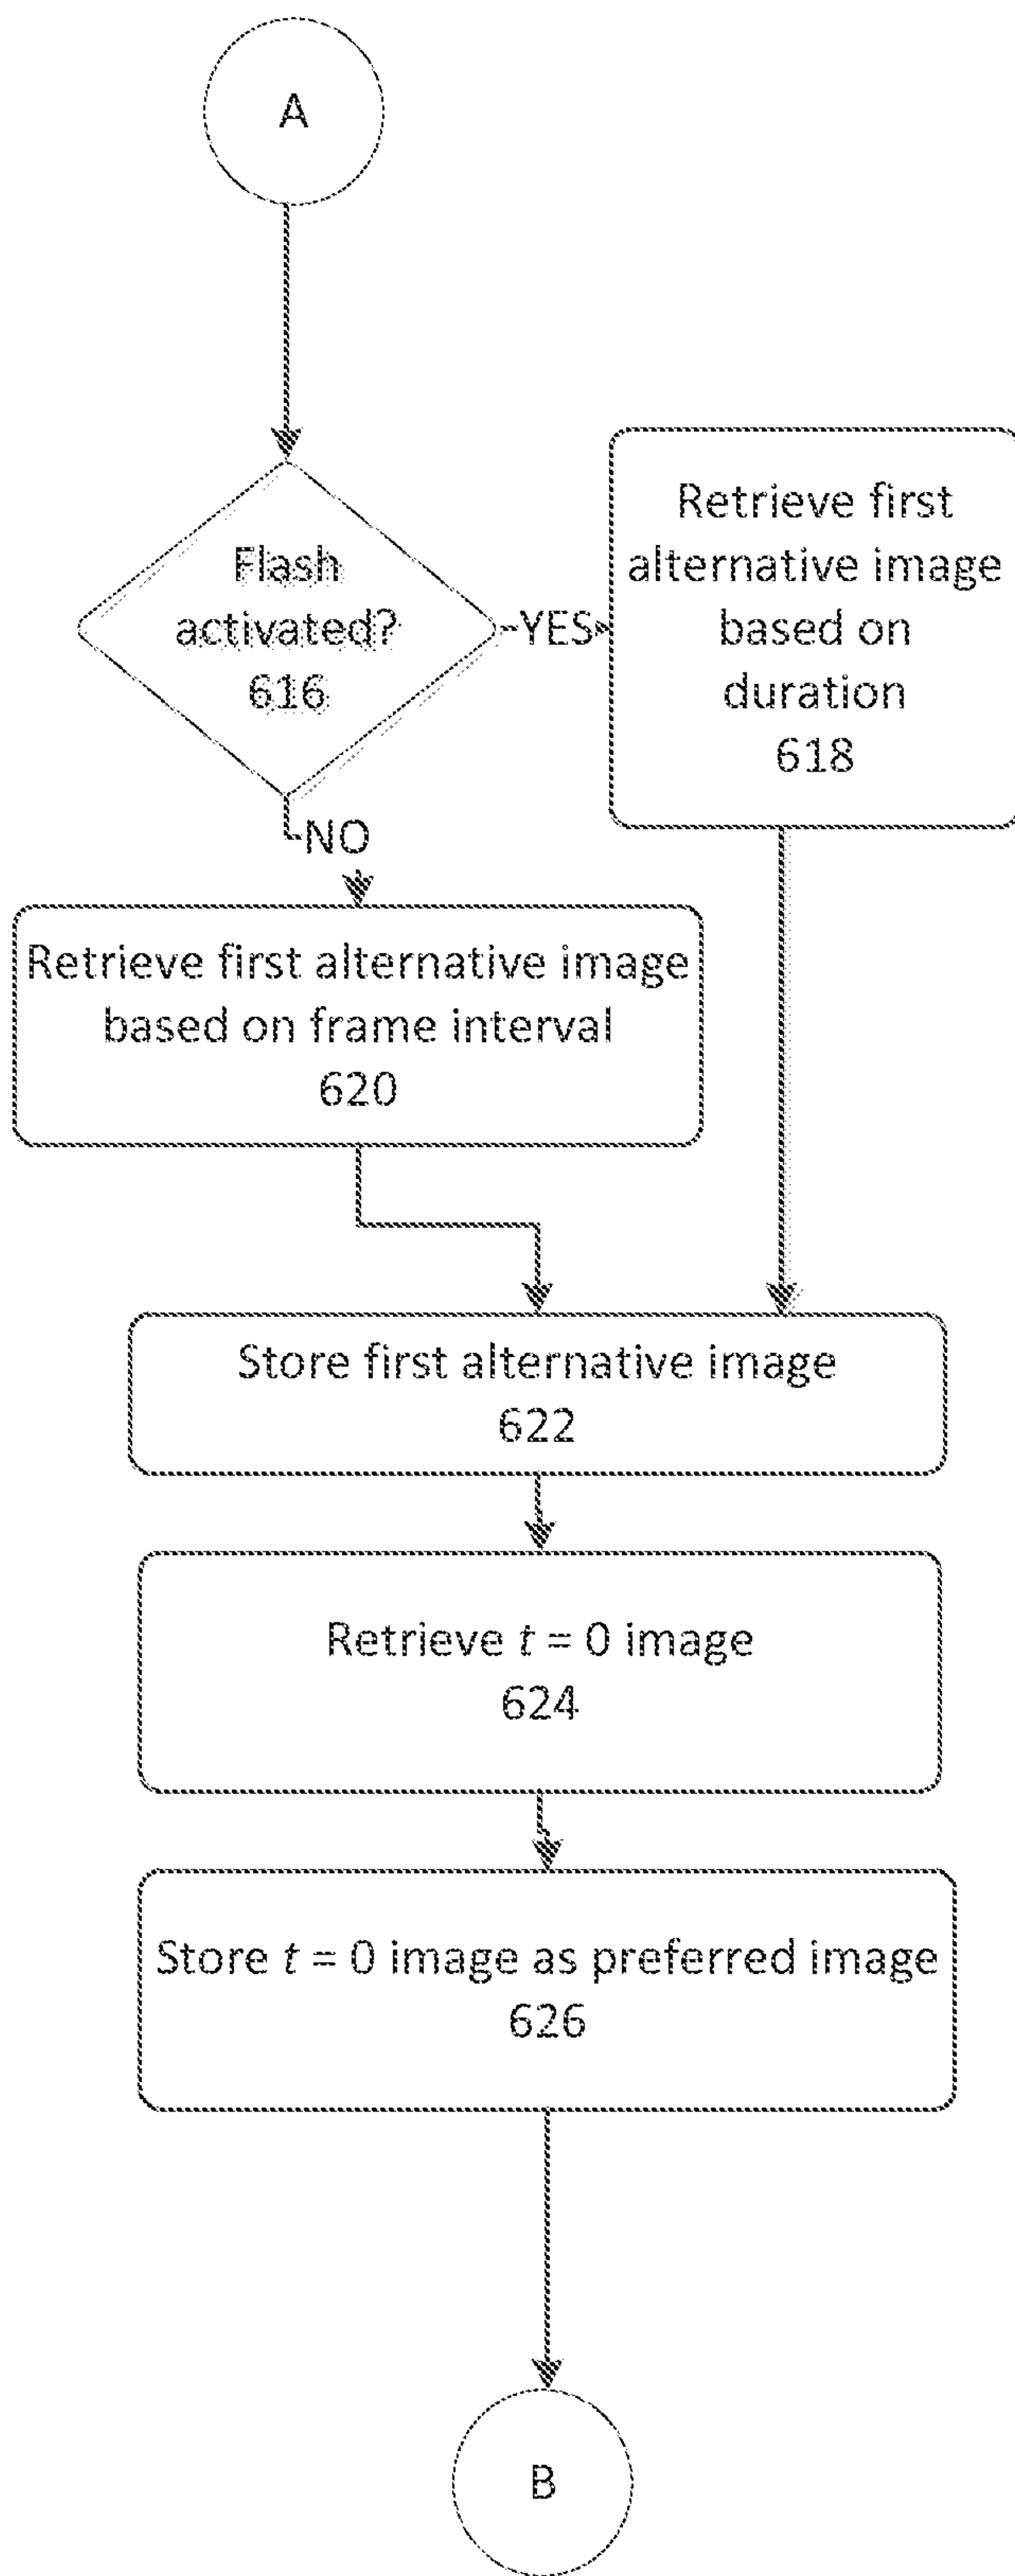 A
Flash
activated?
616
YES
Retrieve first
alternative image
based on
duration
618
NO
Retrieve first alternative image
based on frame interval
620
Store first alternative image
622
Retrieve t = 0 image
624
Store t = 0 image as preferred image
626
B